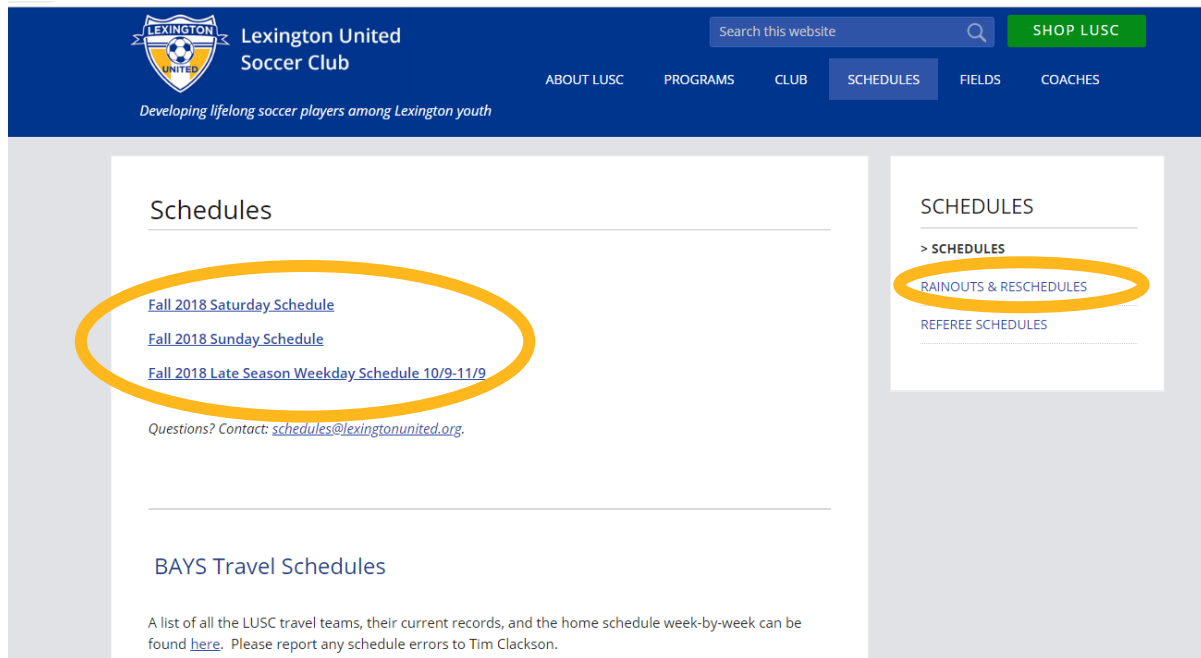 LEXINGTON
UNITED
Lexington United
Soccer Club
Developing lifelong soccer players among Lexington youth
Search this website
SHOP LUSC
ABOUT LUSC
PROGRAMS
CLUB
SCHEDULES
FIELDS
COACHES
Schedules
Fall 2018 Saturday Schedule
Fall 2018 Sunday Schedule
Fall 2018 Late Season Weekday Schedule 10/9-11/9
Questions? Contact: schedules@lexingtonunited.org.
BAYS Travel Schedules
A list of all the LUSC travel teams, their current records, and the home schedule week-by-week can be
found here. Please report any schedule errors to Tim Clackson.
SCHEDULES
> SCHEDULES
RAINOUTS & RESCHEDULES
REFEREE SCHEDULES